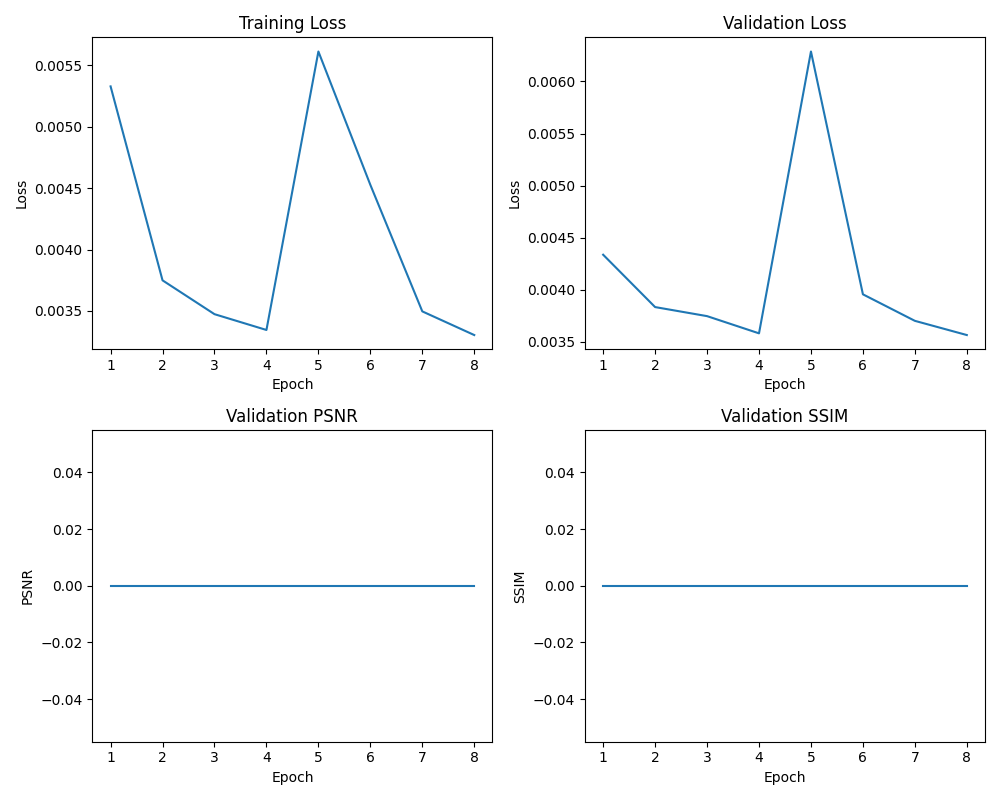 Training Loss
Loss
0.0055
0.0050
0.0045
0.0040
0.0035
1 2 3 4 5 6 7 8
Epoch
Validation Loss
Loss
0.0060
0.0055
0.0050
0.0045
0.0040
0.0035
1 2 3 4 5 6 7 8
Epoch
Validation PSNR
PSNR
0.04
0.02
0.00
−0.02
−0.04
1 2 3 4 5 6 7 8
Epoch
Validation SSIM
SSIM
0.04
0.02
0.00
−0.02
−0.04
1 2 3 4 5 6 7 8
Epoch